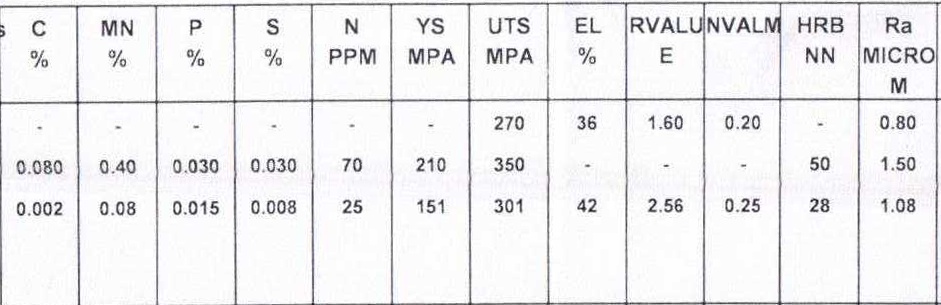 s C MN P S N YS UTS EL RVALU NVALM HRB Ra
% % % % PPM MPA MPA % E NN MICRO
M
- - - - - - 270 36 1.60 0.20 - 0.80
0.080 0.40 0.030 0.030 70 210 350 - - - 50 1.50
0.002 0.08 0.015 0.008 25 151 301 42 2.56 0.25 28 1.08